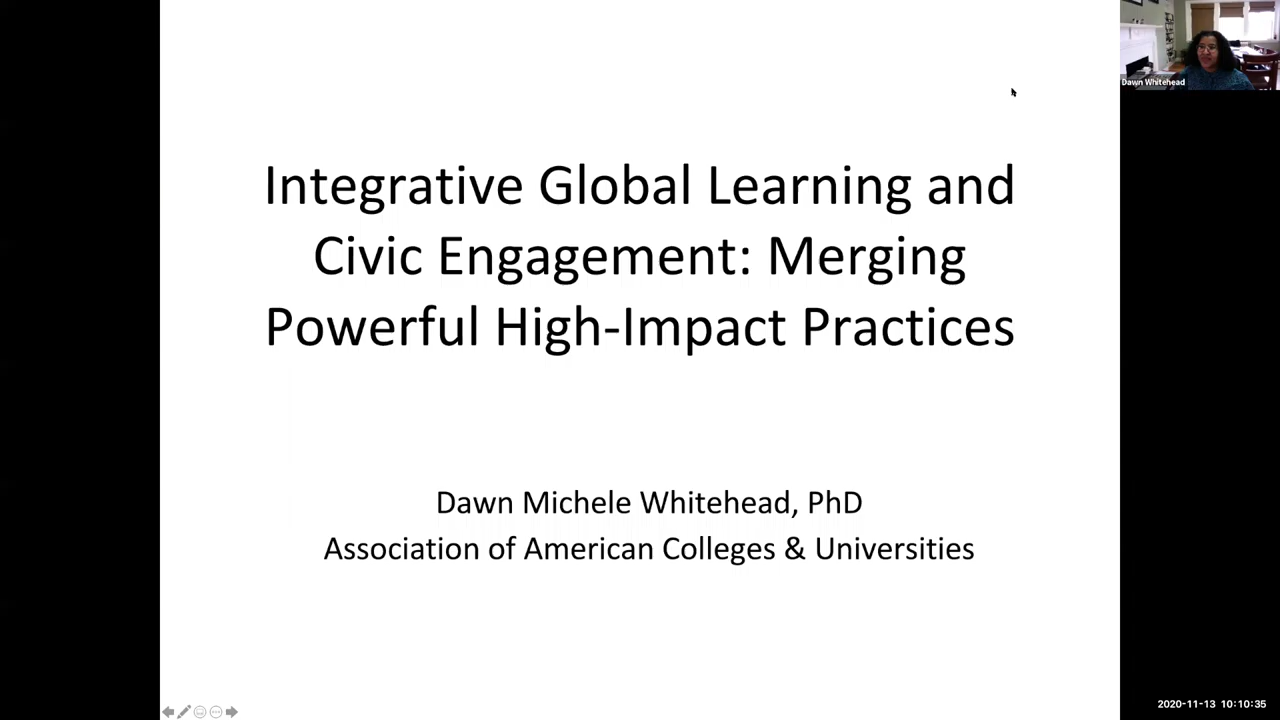 Dawn Whitehead
Integrative Global Learning and
Civic Engagement: Merging
Powerful High-Impact Practices
Dawn Michele Whitehead, PhD
Association of American Colleges & Universities
2020-11-13 10:10:35